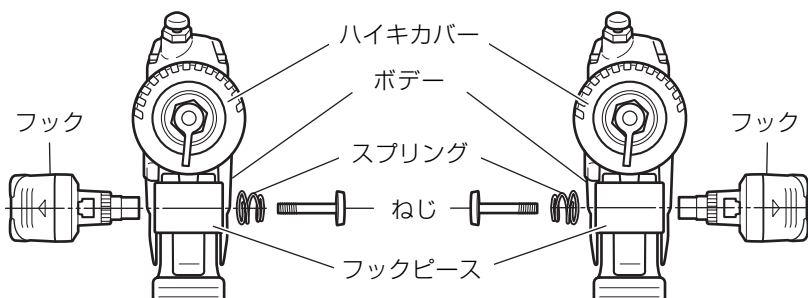 ハイキカバー
ボデー
フック
フック
スプリング
ねじ
フックピース